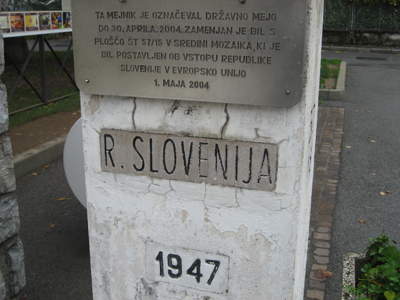 TA MEJNIK JE OZNAČEVAL DRŽAVNO MEJO
DO 30. APRILA, 2004, ZAMENJAN JE BIL S
PLOŠČO ŠT 57/15 V SREDINI MOZAIKA, KI JE
BIL POSTAVLJEN OB VSTOPU REPUBLIKE
SLOVENIJE V EVROPSKO UNIJO
1. MAJA 2004
R. SLOVENIJA
1947